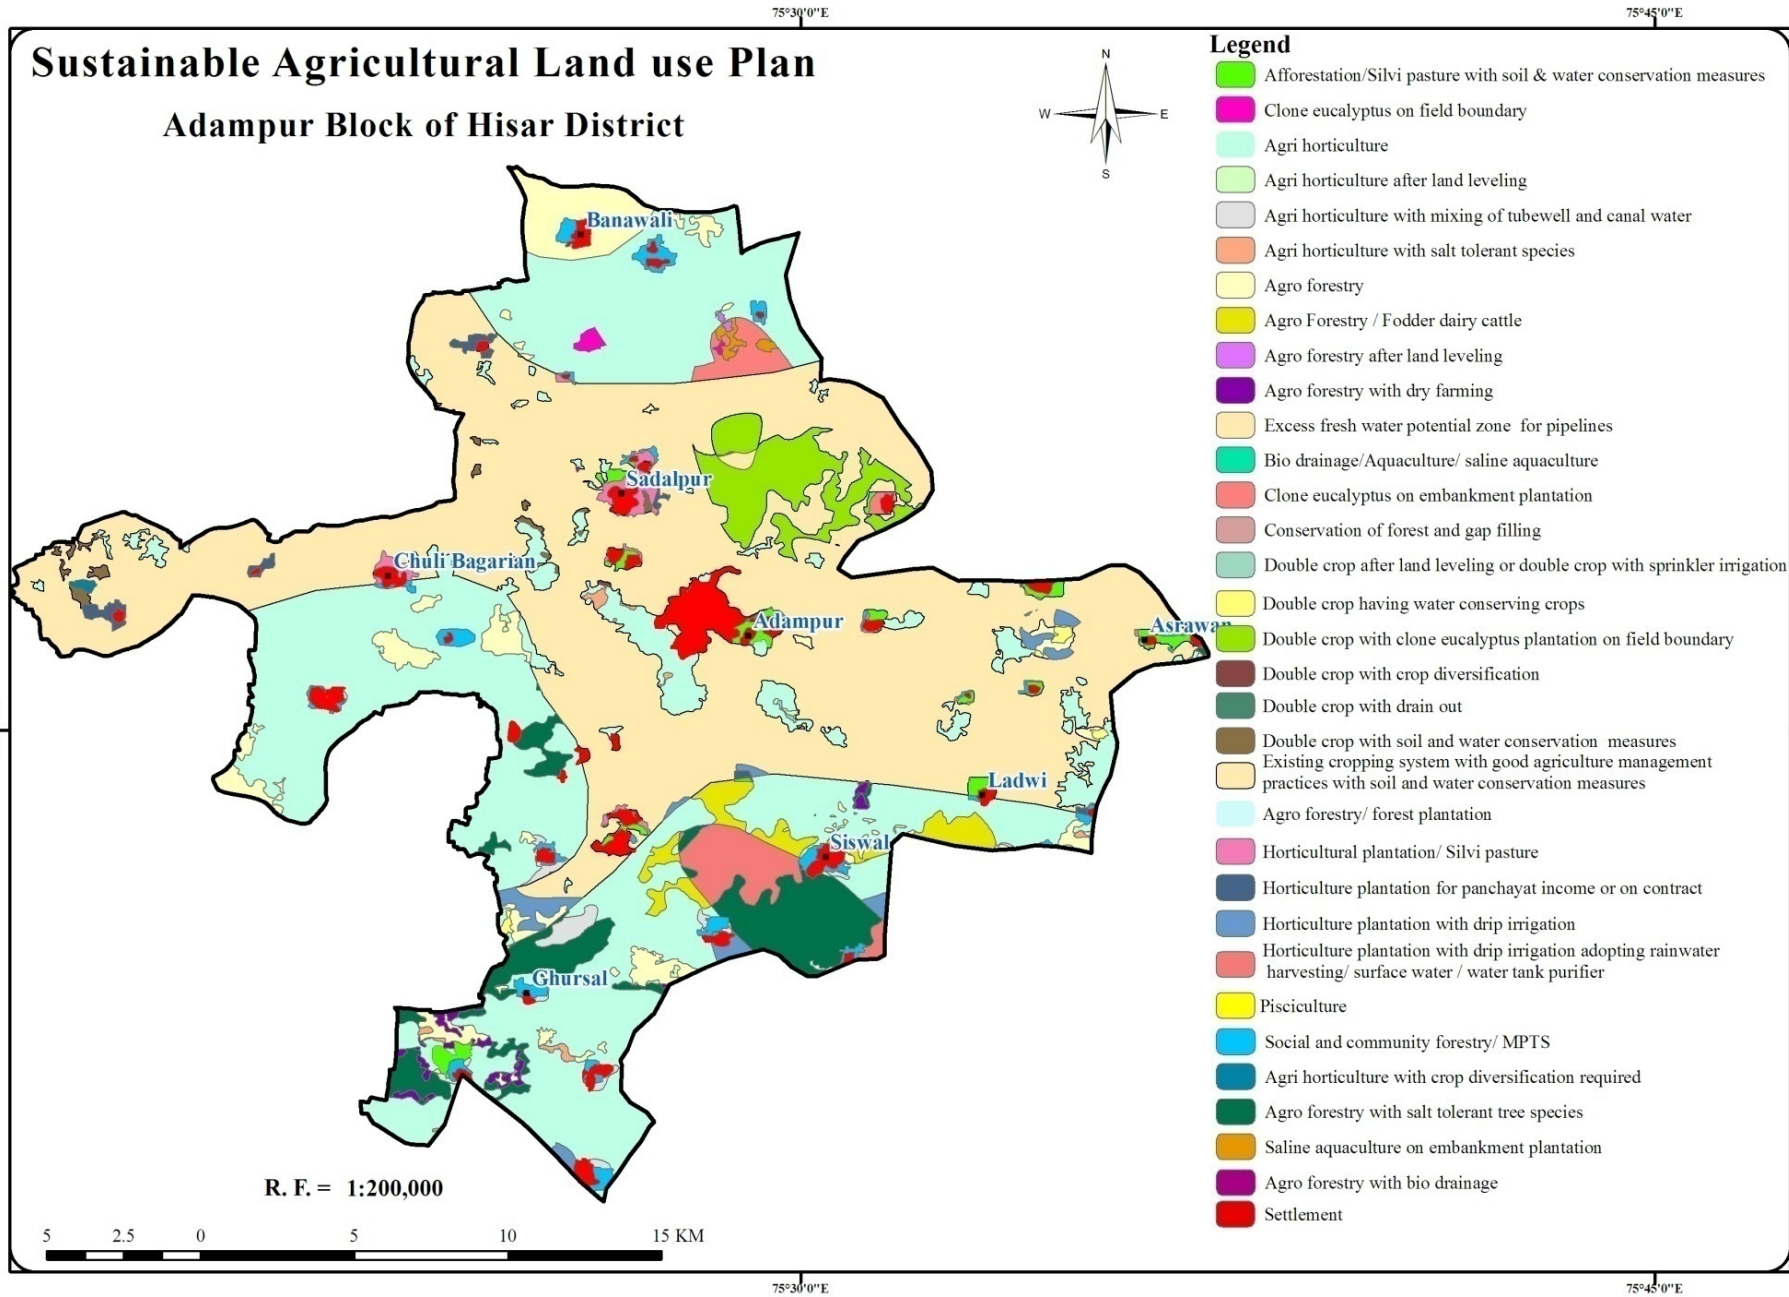 75°30'0"E 75°45'0"E
Sustainable Agricultural Land use Plan
Adampur Block of Hisar District
N
W E
S
Banawali
Sadalpur
Chuli Bagarian
Adampur
Asrawan
Ladwi
Siswal
Ghursal
R. F. = 1:200,000
5 2.5 0 5 10 15 KM
Legend
Afforestation/Silvi pasture with soil & water conservation measures
Clone eucalyptus on field boundary
Agri horticulture
Agri horticulture after land leveling
Agri horticulture with mixing of tubewell and canal water
Agri horticulture with salt tolerant species
Agro forestry
Agro Forestry / Fodder dairy cattle
Agro forestry after land leveling
Agro forestry with dry farming
Excess fresh water potential zone for pipelines
Bio drainage/Aquaculture/ saline aquaculture
Clone eucalyptus on embankment plantation
Conservation of forest and gap filling
Double crop after land leveling or double crop with sprinkler irrigation
Double crop having water conserving crops
Double crop with clone eucalyptus plantation on field boundary
Double crop with crop diversification
Double crop with drain out
Double crop with soil and water conservation measures
Existing cropping system with good agriculture management
practices with soil and water conservation measures
Agro forestry/ forest plantation
Horticultural plantation/ Silvi pasture
Horticulture plantation for panchayat income or on contract
Horticulture plantation with drip irrigation
Horticulture plantation with drip irrigation adopting rainwater
harvesting/ surface water / water tank purifier
Pisciculture
Social and community forestry/ MPTS
Agri horticulture with crop diversification required
Agro forestry with salt tolerant tree species
Saline aquaculture on embankment plantation
Agro forestry with bio drainage
Settlement
75°30'0"E 75°45'0"E